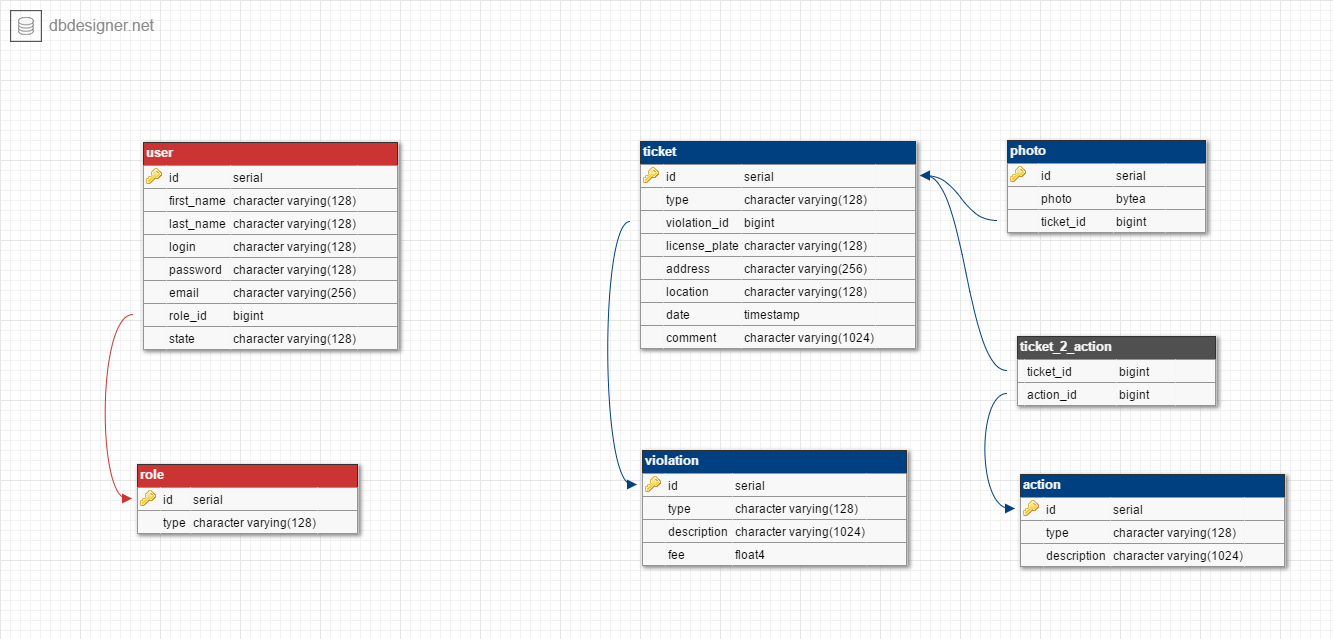 dbdesigner.net
user
id serial
first_name character varying(128)
last_name character varying(128)
login character varying(128)
password character varying(128)
email character varying(256)
role_id bigint
state character varying(128)
role
id serial
type character varying(128)
ticket
id serial
type character varying(128)
violation_id bigint
license_plate character varying(128)
address character varying(256)
location character varying(128)
date timestamp
comment character varying(1024)
violation
id serial
type character varying(128)
description character varying(1024)
fee float4
photo
id serial
photo bytea
ticket_id bigint
ticket_2_action
ticket_id bigint
action_id bigint
action
id serial
type character varying(128)
description character varying(1024)